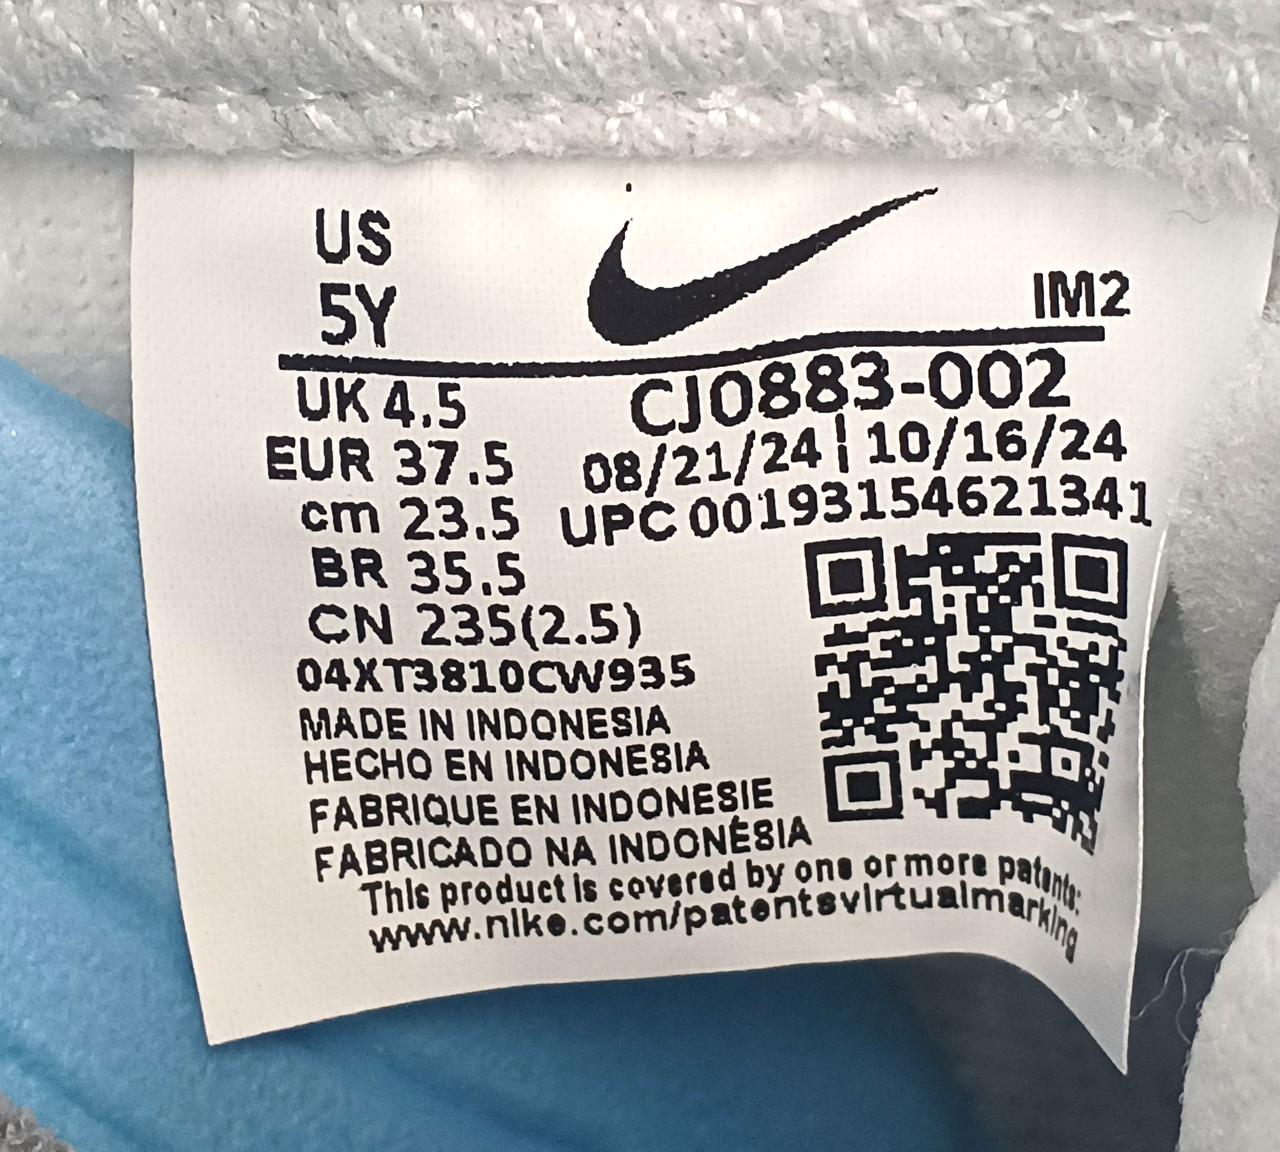 US
5Y
IM2
UK 4.5
CJ0883-002
EUR 37.5
08/21/24 | 10/16/24
cm 23.5
UPC 00193154621341
BR 35.5
CN 235(2.5)
04XT3810CW935
MADE IN INDONESIA
HECHO EN INDONESIA
FABRIQUE EN INDONESIE
FABRICADO NA INDONÉSIA
This product is covered by one or more patents:
www.nike.com/patentsvirtualmarking